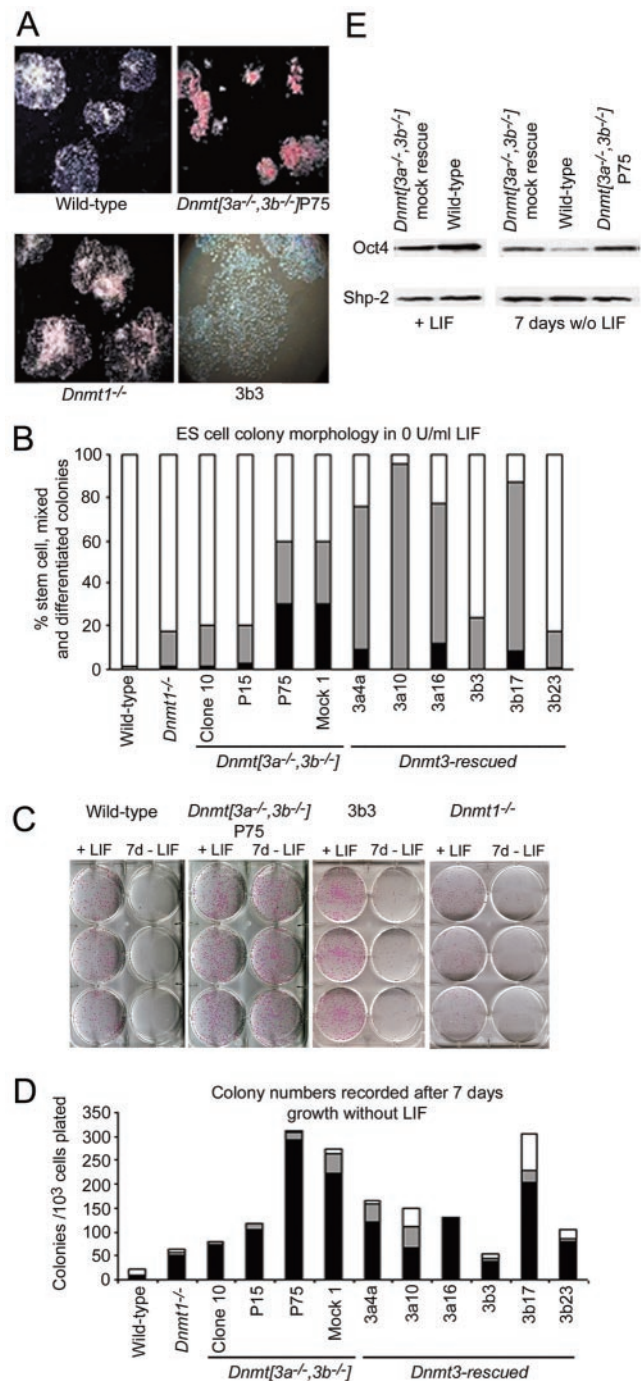 A
Wild-type
Dnmt[3a-/-,3b-/-]P75
Dnmt1-/-
3b3
E
Dnmt[3a-/-,3b-/-]
mock rescue
Wild-type
Dnmt[3a-/-,3b-/-]
mock rescue
Wild-type
Dnmt[3a-/-,3b-/-]
P75
Oct4
Shp-2
+ LIF
7 days w/o LIF
B
ES cell colony morphology in 0 U/ml LIF
% stem cell, mixed
and differentiated colonies
100
80
60
40
20
0
Wild-type
Dnmt1-/-
Clone 10
P15
P75
Mock 1
3a4a
3a10
3a16
3b3
3b17
3b23
Dnmt[3a-/-,3b-/-]
Dnmt3-rescued
C
Wild-type
Dnmt[3a-/-,3b-/-]
P75
3b3
Dnmt1-/-
+ LIF 7d - LIF
+ LIF 7d - LIF
+ LIF 7d - LIF
+ LIF 7d - LIF
D
Colony numbers recorded after 7 days
growth without LIF
Colonies /10³ cells plated
350
300
250
200
150
100
50
0
Wild-type
Dnmt1-/-
Clone 10
P15
P75
Mock 1
3a4a
3a10
3a16
3b3
3b17
3b23
Dnmt[3a-/-,3b-/-]
Dnmt3-rescued